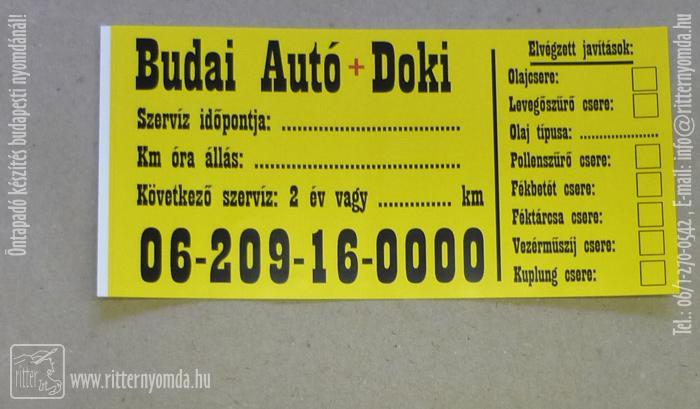 Budai Autó + Doki
Szervíz időpontja: ................................
Km óra állás: .....................................
Következő szervíz: 2 év vagy ............. km
06-209-16-0000
Elvégzett javítások:
Olajcsere:
Levegőszűrő csere:
Olaj típusa: ..................
Pollenszűrő csere:
Fékbetét csere:
Féktárcsa csere:
Vezérműszíj csere:
Kuplung csere:
Öntapadó készítés budapesti nyomdánál!
Tel.: 06/1-270-0542. E-mail: info@ritternyomda.hu
ritter
www.ritternyomda.hu